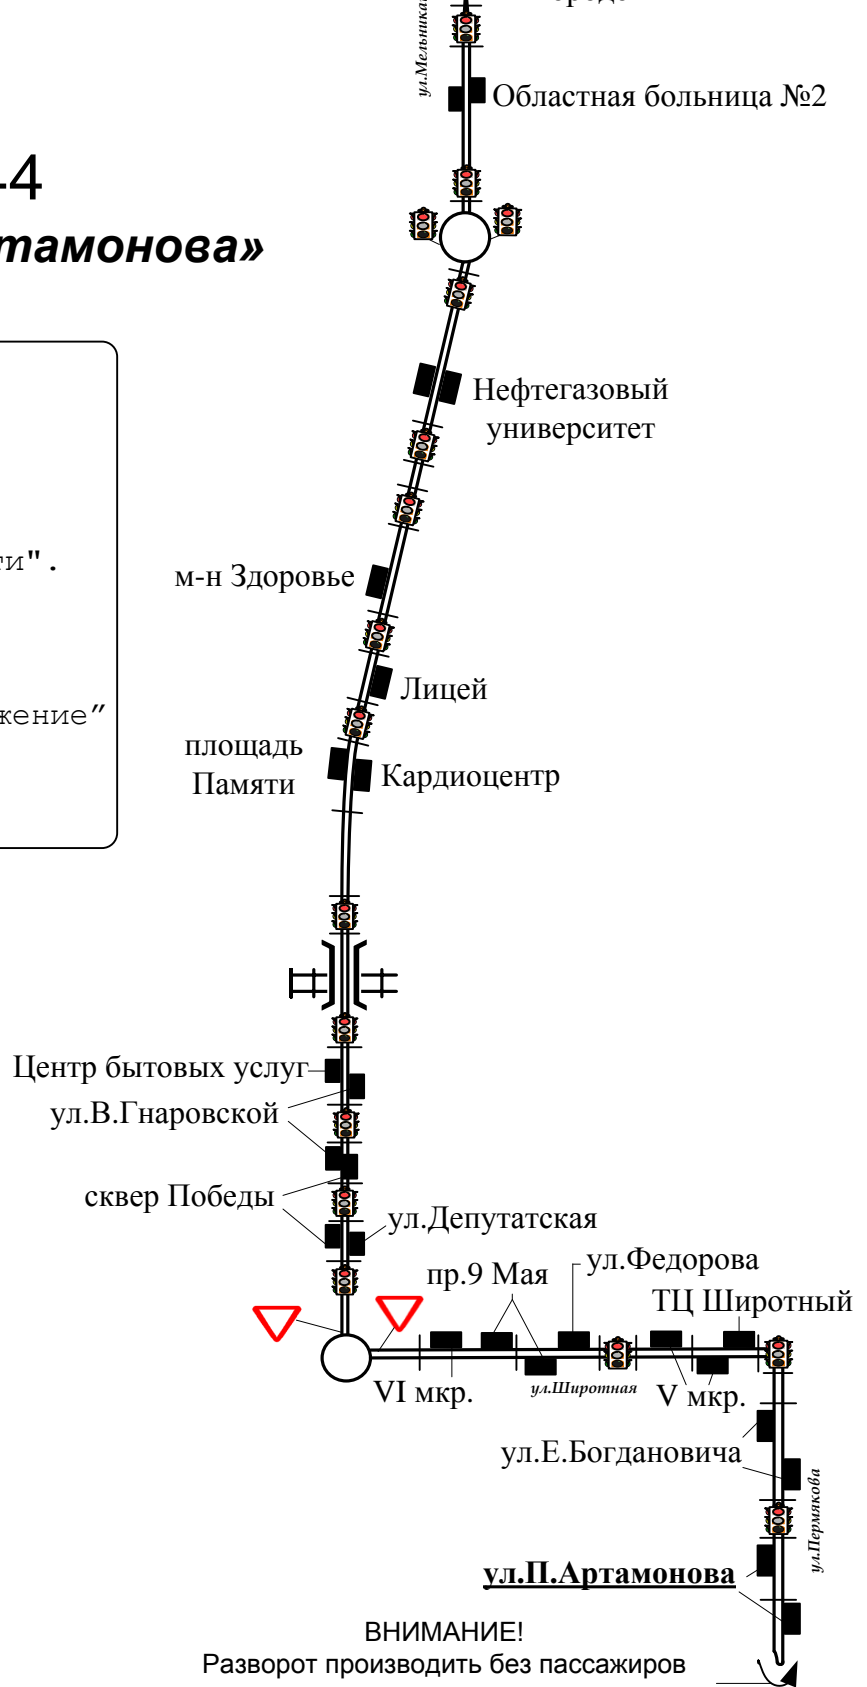 ул.Мельникайте
Областная больница №2
-4
тамонова»
Нефтегазовый
университет
ти".
м-н Здоровье
Лицей
жение”
площадь
Памяти
Кардиоцентр
Центр бытовых услуг
ул.В.Гнаровской
сквер Победы
ул.Депутатская
ул.Федорова
пр.9 Мая
ТЦ Широтный
VI мкр.
ул.Широтная
V мкр.
ул.Е.Богдановича
ул.Пермякова
ул.П.Артамонова
ВНИМАНИЕ!
Разворот производить без пассажиров